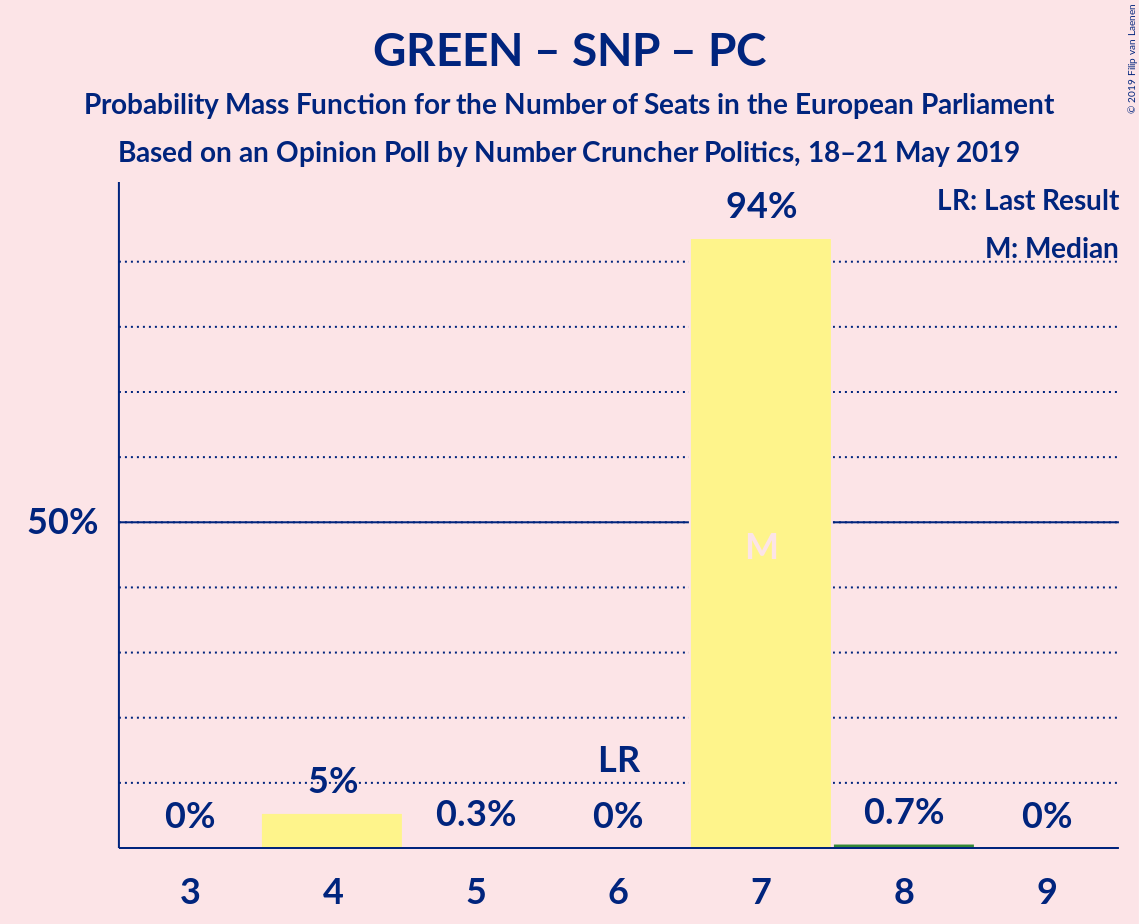 GREEN – SNP – PC
Probability Mass Function for the Number of Seats in the European Parliament
Based on an Opinion Poll by Number Cruncher Politics, 18–21 May 2019
© 2019 Filip van Laenen
LR: Last Result
M: Median
94%
50%
M
LR
5%
0%
0.3%
0%
0.7%
0%
3 4 5 6 7 8 9